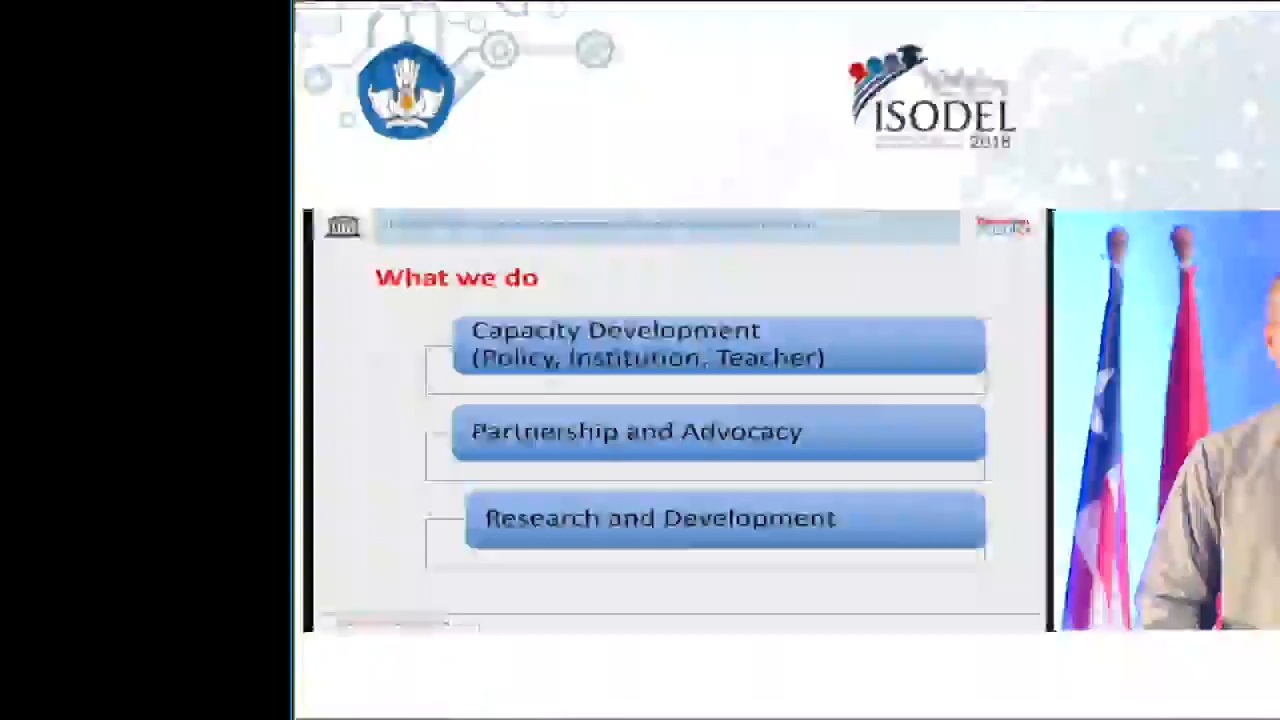 ISODEL
2018
What we do
Capacity Development
(Policy, Institution, Teacher)
Partnership and Advocacy
Research and Development